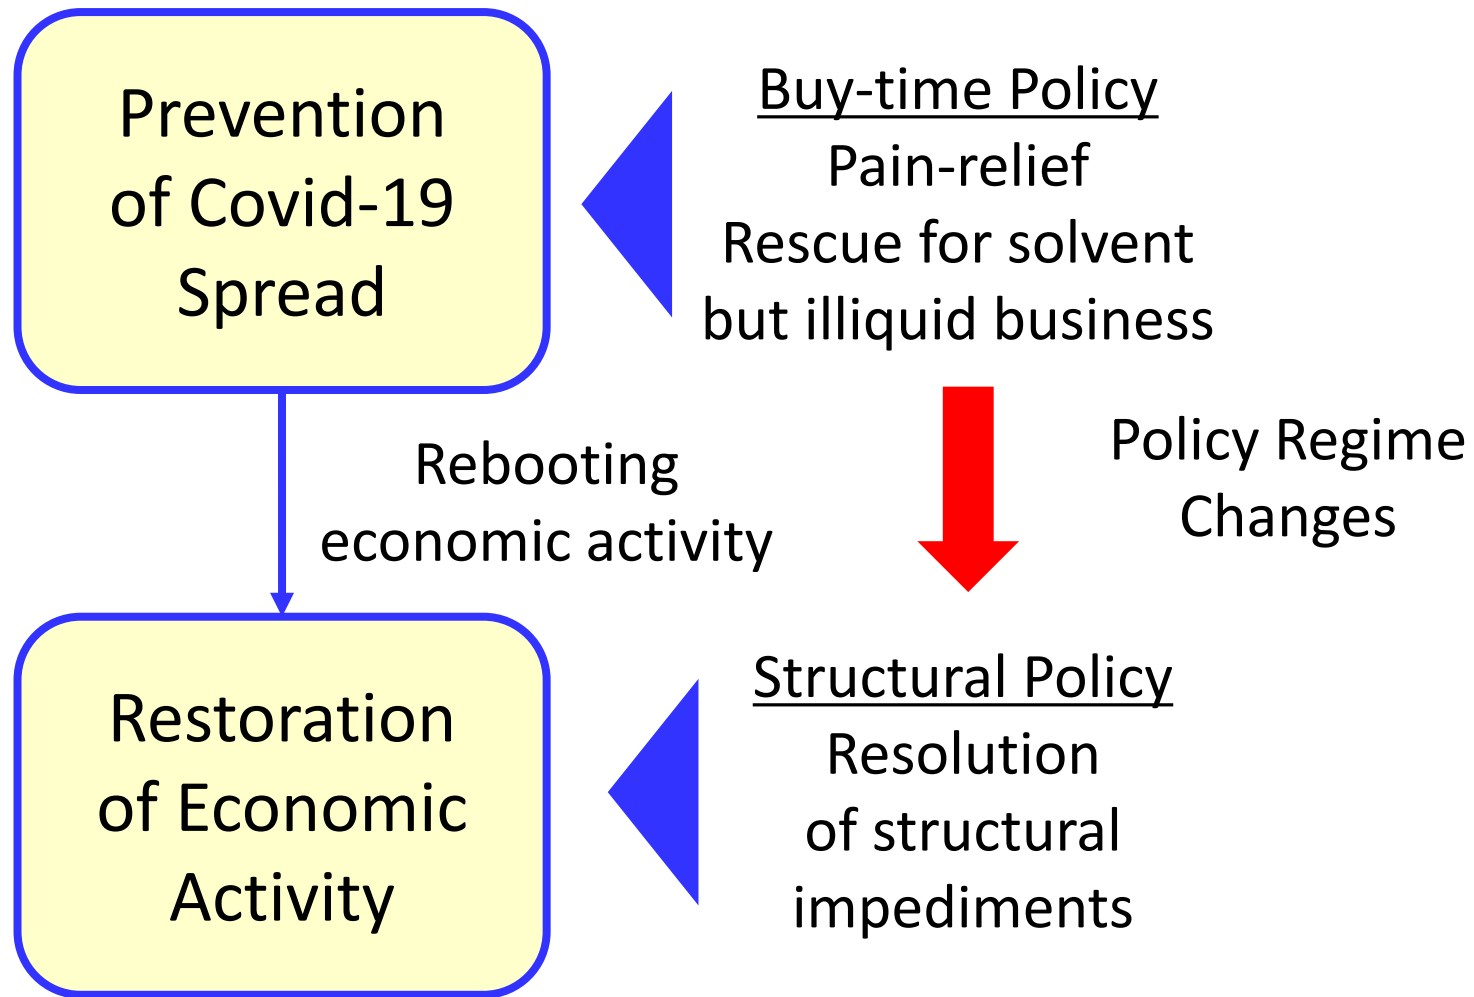 Prevention
of Covid-19
Spread
Buy-time Policy
Pain-relief
Rescue for solvent
but illiquid business
Rebooting
economic activity
Policy Regime
Changes
Restoration
of Economic
Activity
Structural Policy
Resolution
of structural
impediments